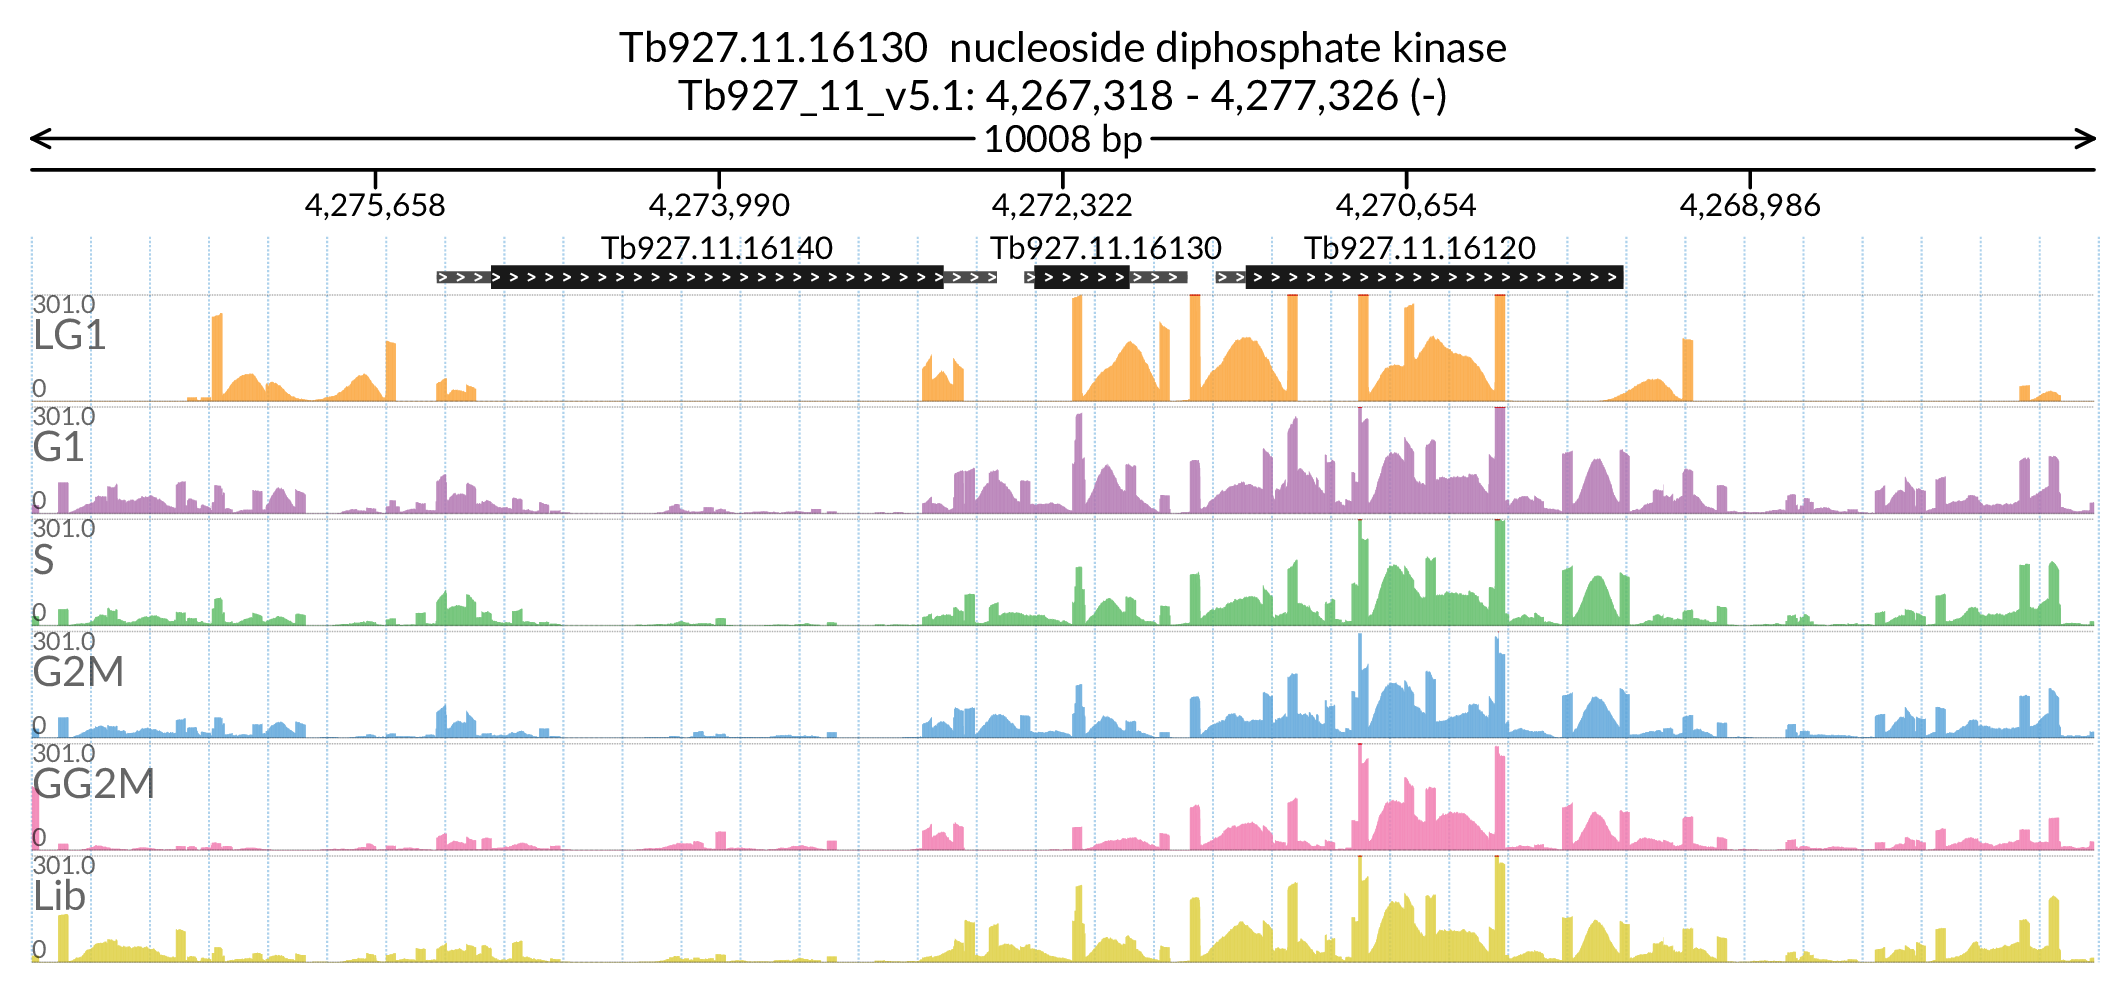 Tb927.11.16130  nucleoside diphosphate kinase
Tb927_11_v5.1: 4,267,318 - 4,277,326 (-)
10008 bp
4,275,658 4,273,990 4,272,322 4,270,654 4,268,986
Tb927.11.16140 Tb927.11.16130 Tb927.11.16120
301.0
LG1
0
301.0
G1
0
301.0
S
0
301.0
G2M
0
301.0
GG2M
0
301.0
Lib
0